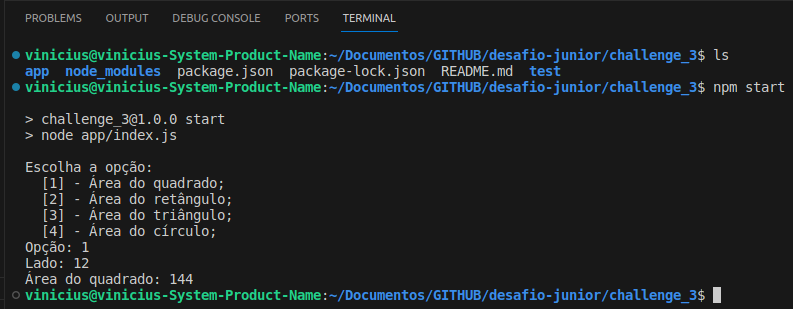 PROBLEMS OUTPUT DEBUG CONSOLE PORTS TERMINAL
vinicius@vinicius-System-Product-Name:~/Documentos/GITHUB/desafio-junior/challenge_3$ ls
app node_modules package.json package-lock.json README.md test
vinicius@vinicius-System-Product-Name:~/Documentos/GITHUB/desafio-junior/challenge_3$ npm start
> challenge_3@1.0.0 start
> node app/index.js
Escolha a opção:
[1] - Área do quadrado;
[2] - Área do retângulo;
[3] - Área do triângulo;
[4] - Área do círculo;
Opção: 1
Lado: 12
Área do quadrado: 144
vinicius@vinicius-System-Product-Name:~/Documentos/GITHUB/desafio-junior/challenge_3$